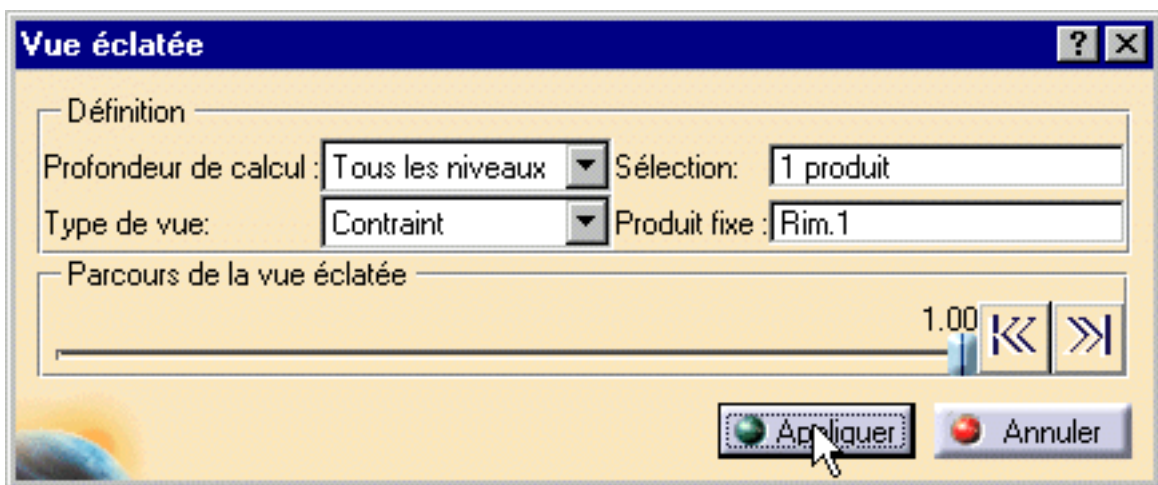 Vue éclatée
Définition
Profondeur de calcul : Tous les niveaux Sélection: 1 produit
Type de vue: Contraint Produit fixe : Rim.1
Parcours de la vue éclatée
1.00
Appliquer Annuler